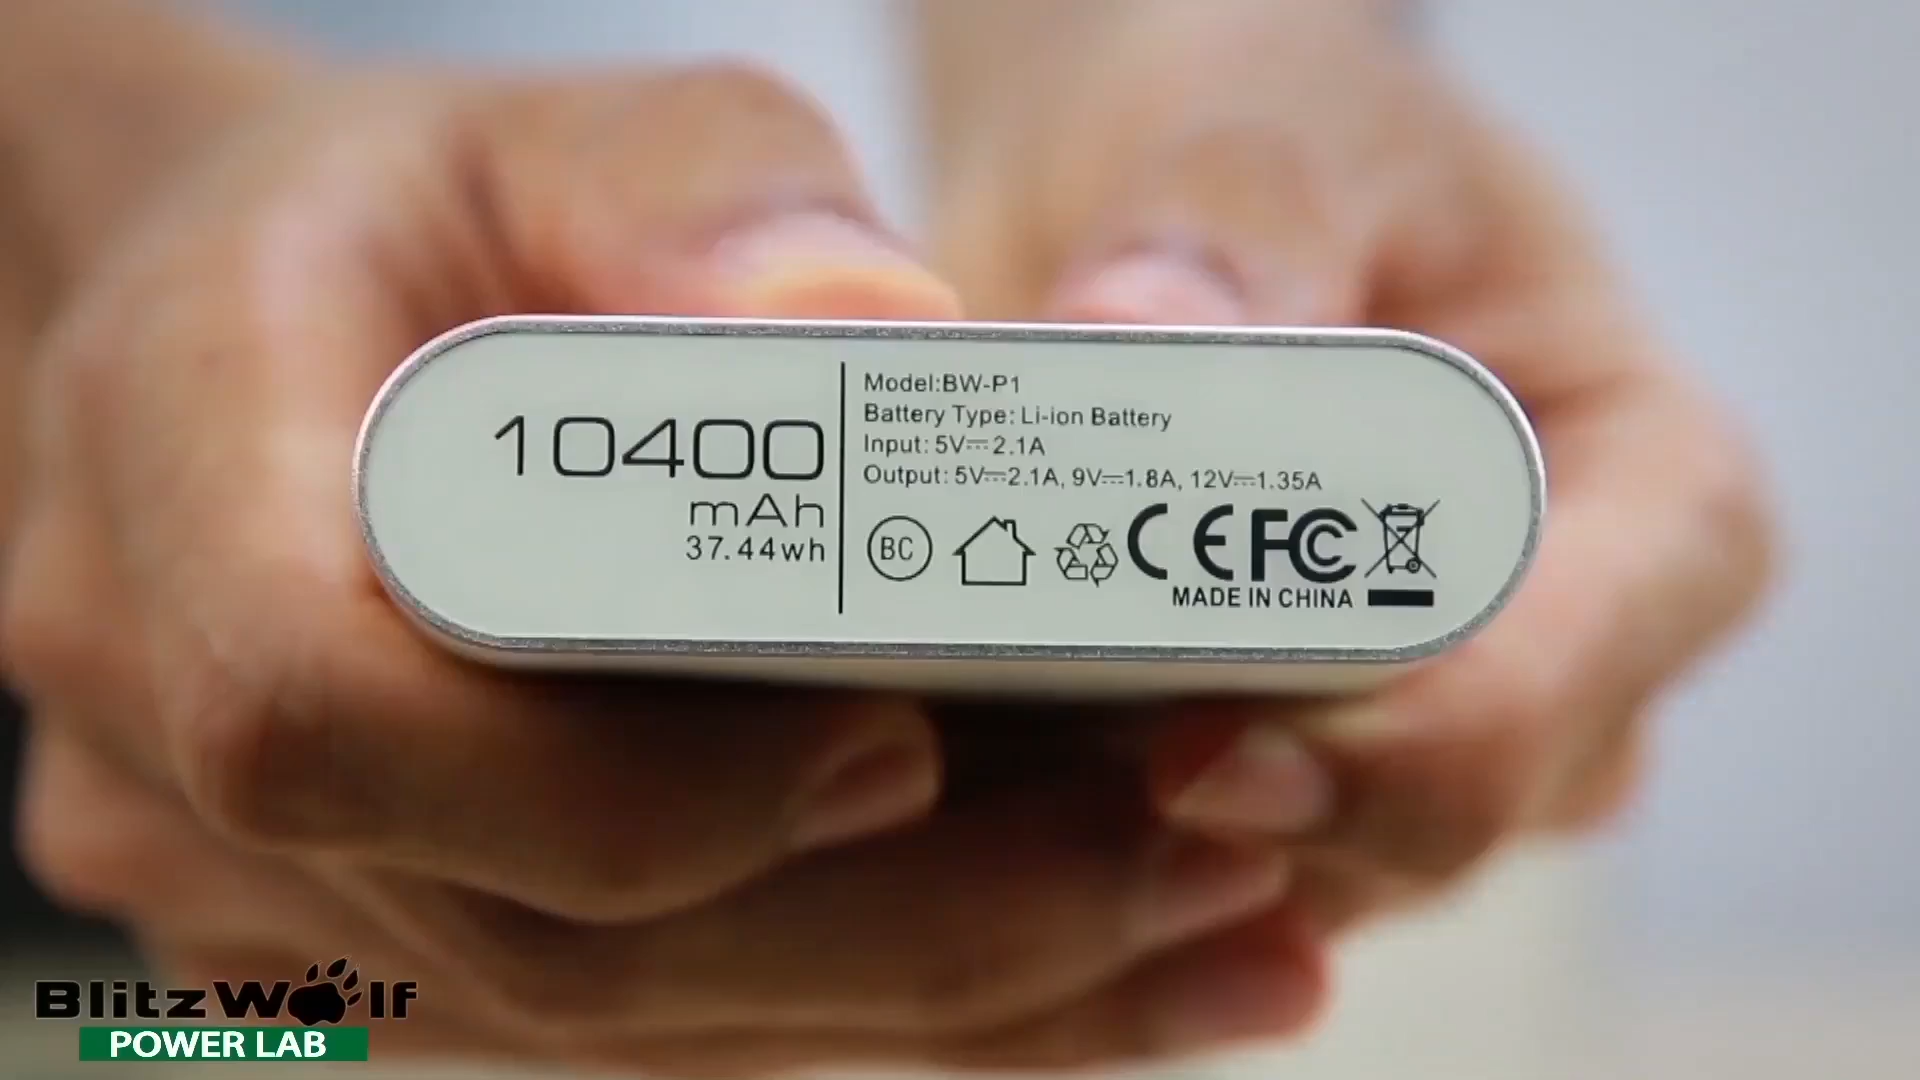 10400
mAh
37.44wh
Model:BW-P1
Battery Type: Li-ion Battery
Input: 5V⎓2.1A
Output: 5V⎓2.1A, 9V⎓1.8A, 12V⎓1.35A
BC
CE FC
MADE IN CHINA
BlitzWolf
POWER LAB